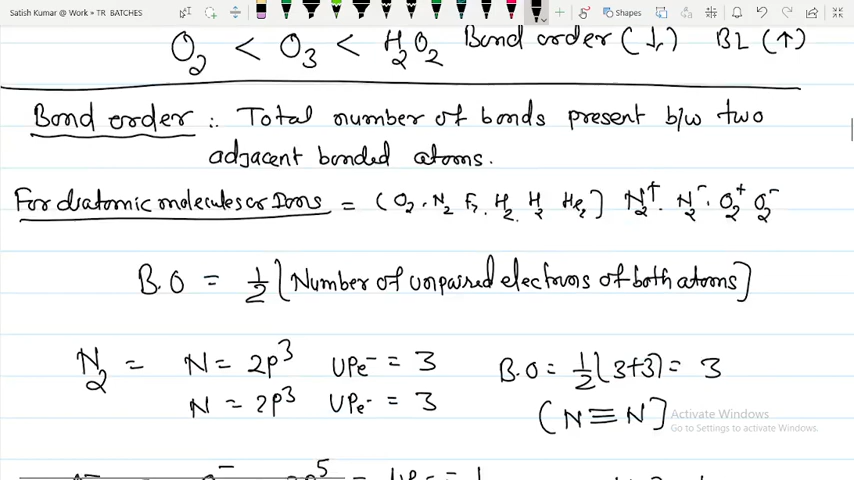 Satish Kumar @ Work » TR BATCHES
Shapes
O2 < O3 < H2O2 Bond order (↓) BL (↑)
Bond order :. Total number of bonds present b/w two
adjacent bonded atoms.
For diatomic molecules or Ions = (O2, N2 F2, H2, H2 He2] N2+, N2-, O2+ O2-
B.O = 1/2 [Number of unpaired electrons of both atoms]
N2 = N = 2p3 UPe- = 3 B.O = 1/2 (3+3) = 3
N = 2p3 UPe- = 3
(N≡N]
Activate Windows
Go to Settings to activate Windows.